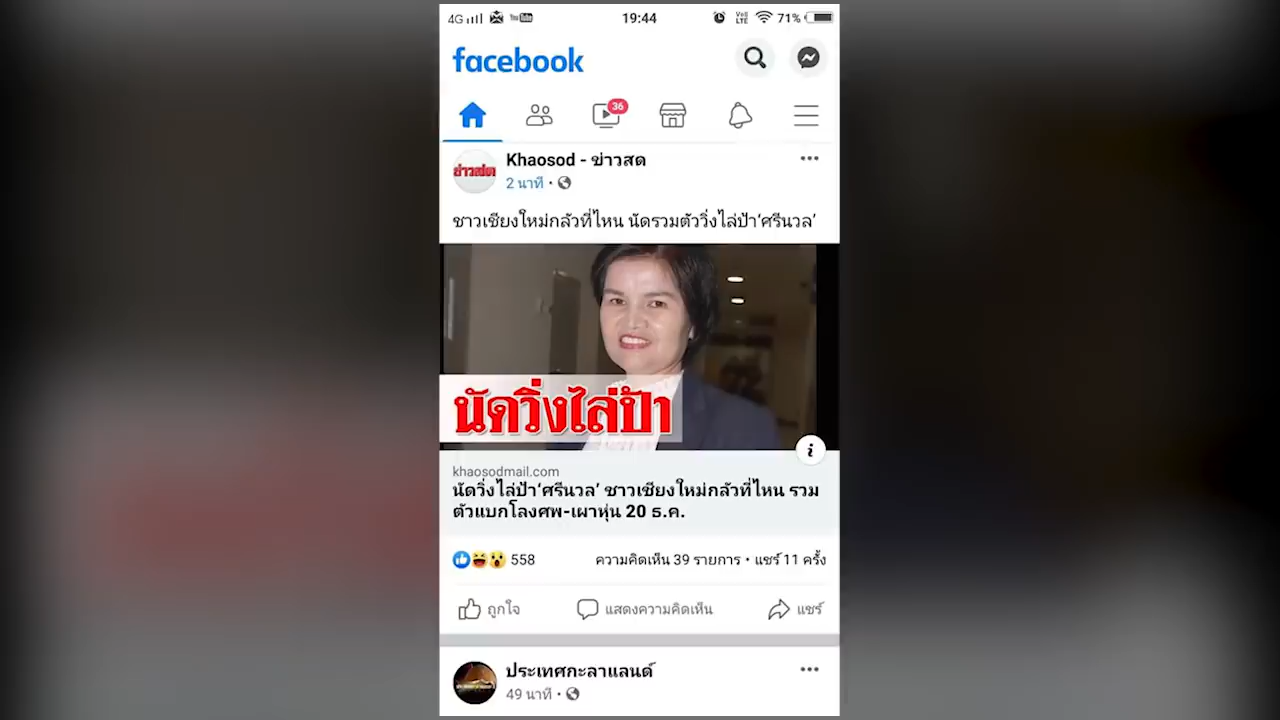 4G
19:44
VoJ LTE
71%
facebook
36
Khaosod - ข่าวสด
ข่าวสด
2 นาที ·
ชาวเชียงใหม่กลัวที่ไหน นัดรวมตัววิ่งไล่ป้า‘ศรีนวล’
นัดวิ่งไล่ป้า
khaosodmail.com
นัดวิ่งไล่ป้า‘ศรีนวล’ ชาวเชียงใหม่กลัวที่ไหน รวม
ตัวแบกโลงศพ-เผาหุ่น 20 ธ.ค.
558
ความคิดเห็น 39 รายการ · แชร์ 11 ครั้ง
ถูกใจ
แสดงความคิดเห็น
แชร์
ประเทศกะลาแลนด์
49 นาที ·